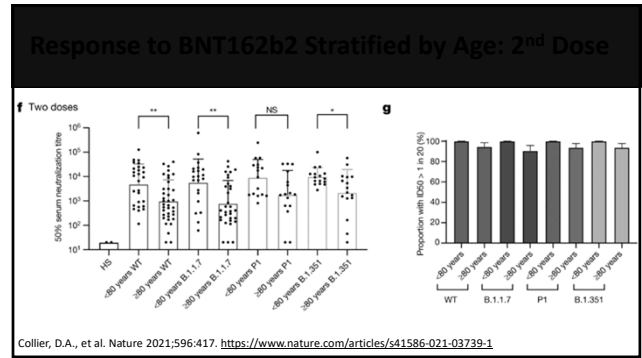 Response to BNT162b2 Stratified by Age: 2nd Dose
f Two doses
**
**
NS
*
50% serum neutralization titre
10⁶
10⁵
10⁴
10³
10²
10¹
HS
<80 years WT
≥80 years WT
<80 years B.1.1.7
≥80 years B.1.1.7
<80 years P1
≥80 years P1
<80 years B.1.351
≥80 years B.1.351
g
Proportion with ID50 > 1 in 20 (%)
100
80
60
40
20
0
<80 years
≥80 years
<80 years
≥80 years
<80 years
≥80 years
<80 years
≥80 years
WT
B.1.1.7
P1
B.1.351
Collier, D.A., et al. Nature 2021;596:417. https://www.nature.com/articles/s41586-021-03739-1